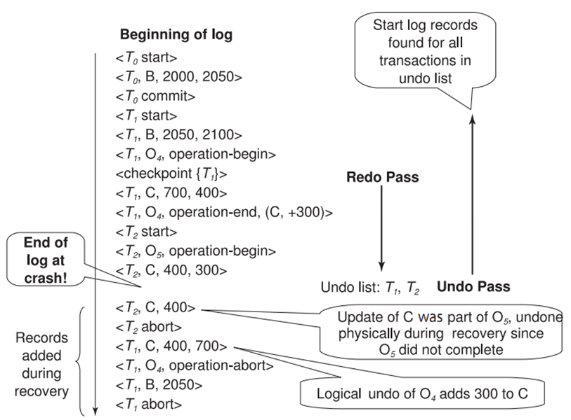 Beginning of log
<T0 start>
<T0, B, 2000, 2050>
<T0 commit>
<T1 start>
<T1, B, 2050, 2100>
<T1, O4, operation-begin>
<checkpoint {T1}>
<T1, C, 700, 400>
<T1, O4, operation-end, (C, +300)>
<T2 start>
<T2, O5, operation-begin>
<T2, C, 400, 300>
Start log records
found for all
transactions in
undo list
Redo Pass
End of
log at
crash!
Undo list: T1, T2
Undo Pass
<T2, C, 400>
<T2 abort>
<T1, C, 400, 700>
<T1, O4, operation-abort>
<T1, B, 2050>
<T1 abort>
Records
added
during
recovery
Update of C was part of O5, undone
physically during recovery since
O5 did not complete
Logical undo of O4 adds 300 to C